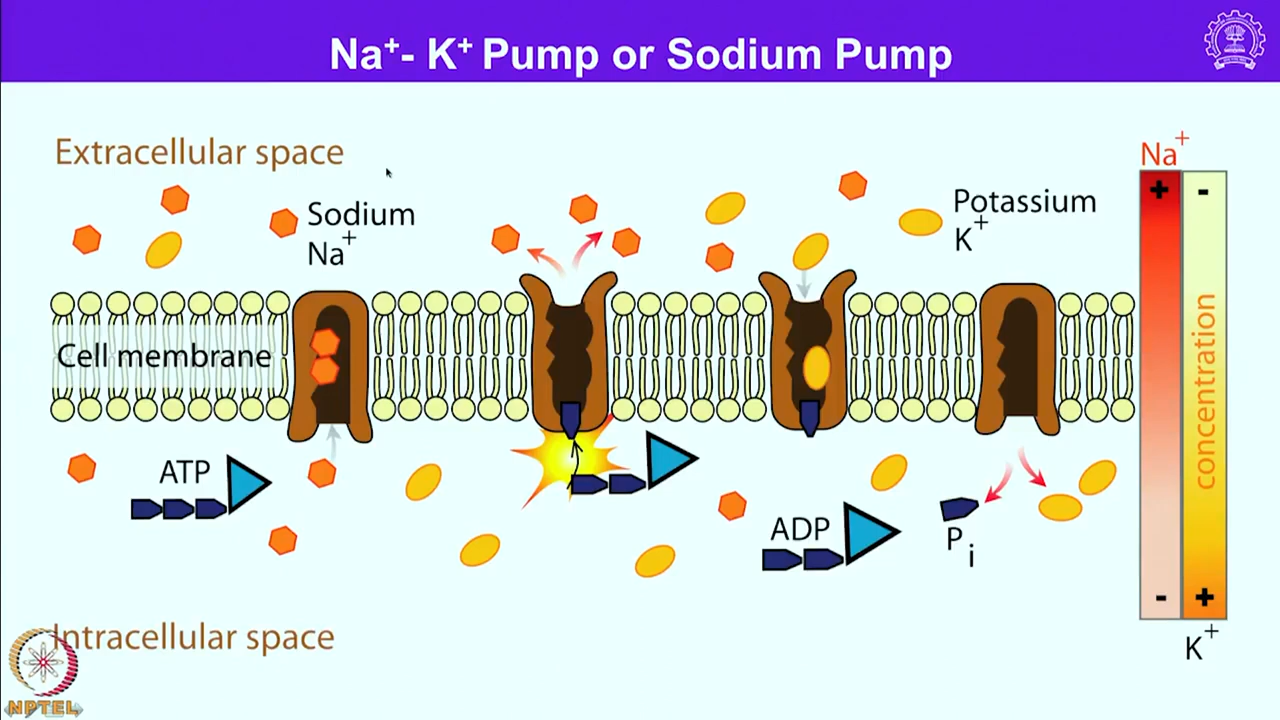 Na⁺- K⁺ Pump or Sodium Pump
Extracellular space
Sodium
Na⁺
Potassium
K⁺
Na⁺
+ -
Cell membrane
concentration
ATP
ADP
P i
- +
K⁺
Intracellular space
NPTEL